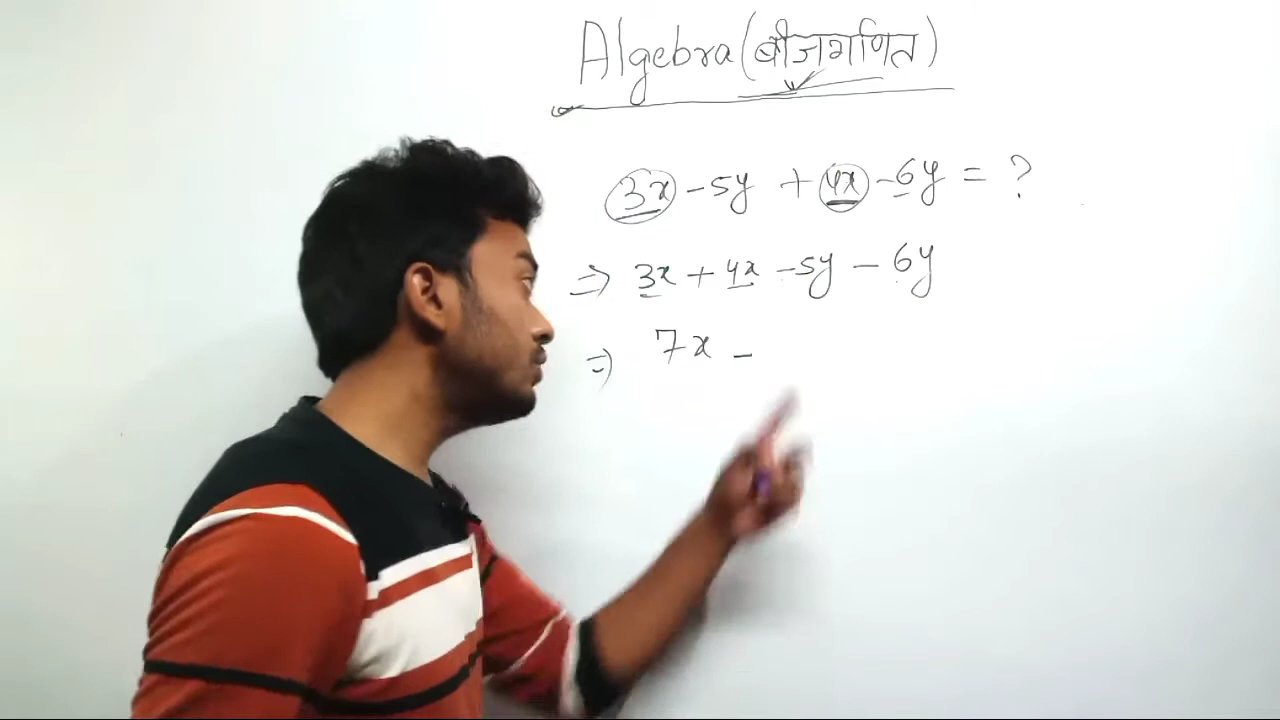 Algebra (बीजगणित)
3x - 5y + 4x - 6y = ?
⇒ 3x + 4x - 5y - 6y
⇒ 7x -